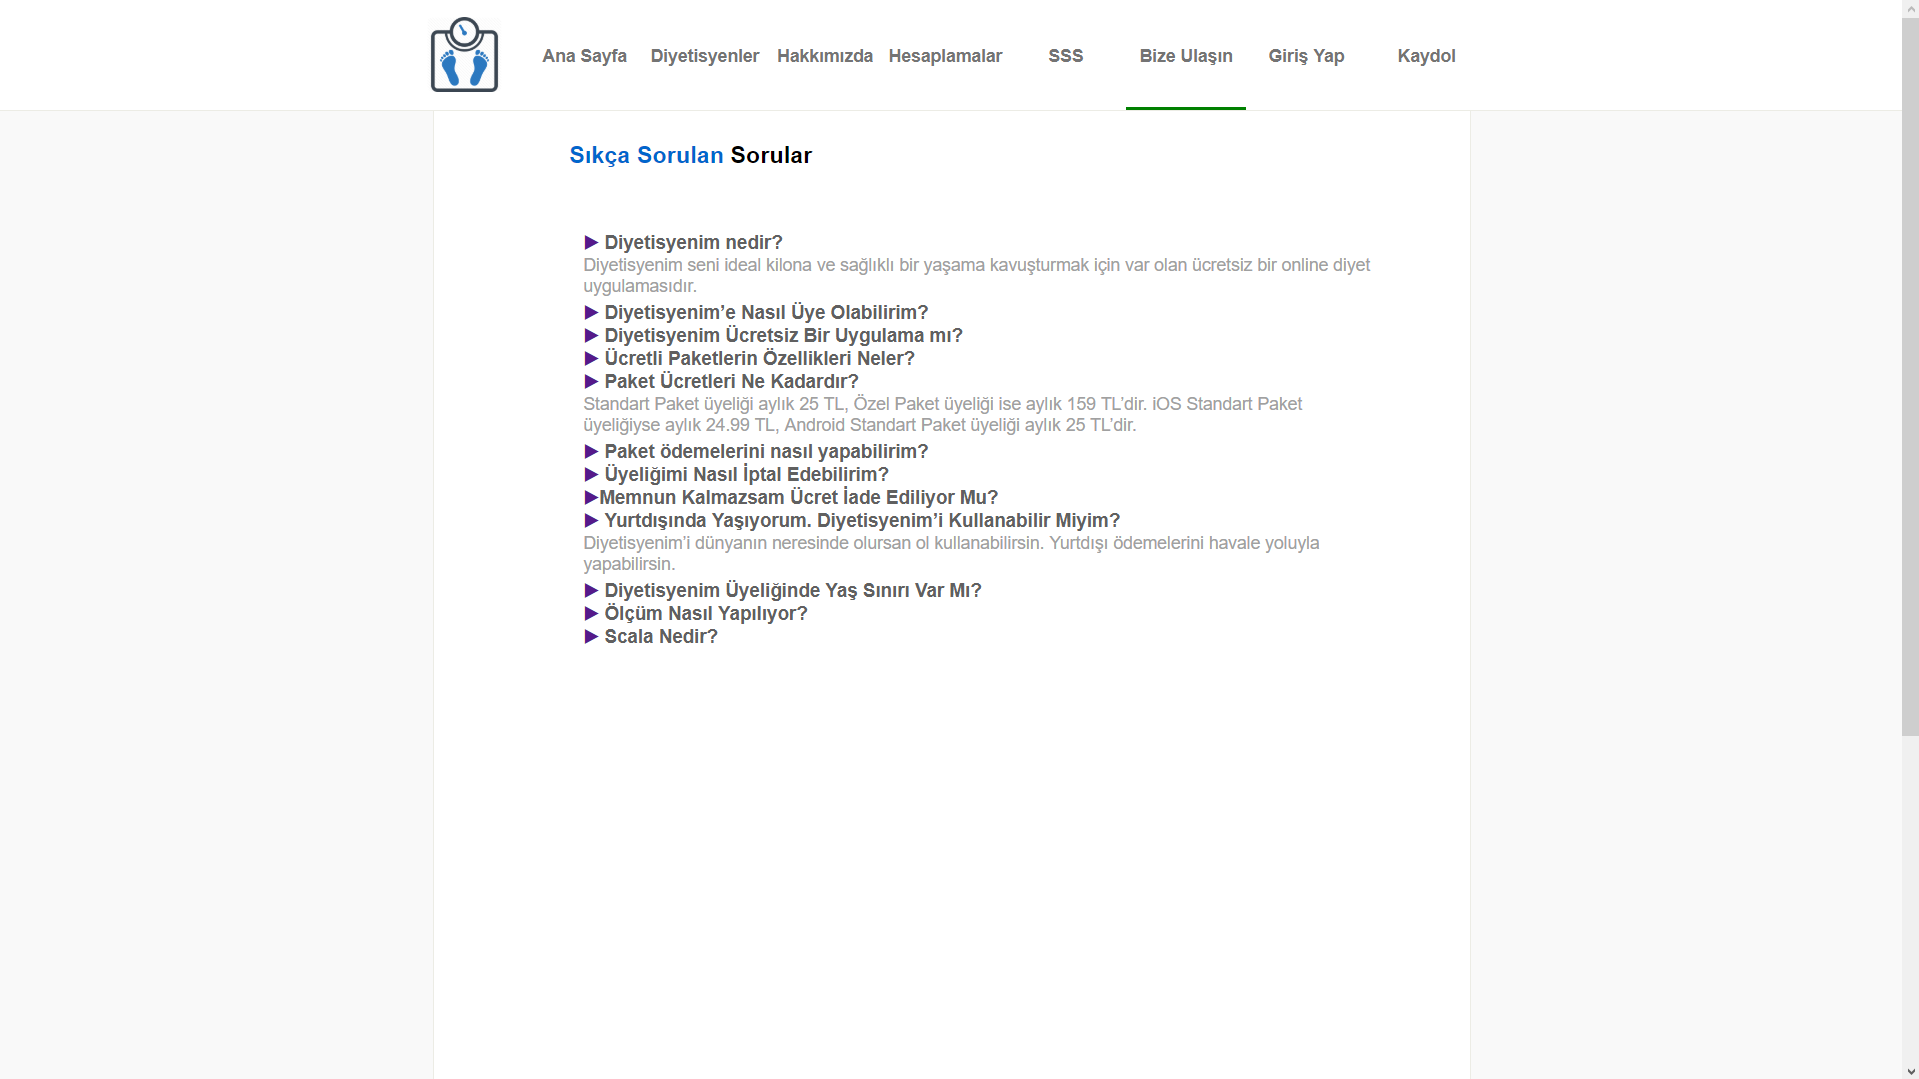 Ana Sayfa Diyetisyenler Hakkımızda Hesaplamalar SSS Bize Ulaşın Giriş Yap Kaydol
Sıkça Sorulan Sorular
▶ Diyetisyenim nedir?
Diyetisyenim seni ideal kilona ve sağlıklı bir yaşama kavuşturmak için var olan ücretsiz bir online diyet
uygulamasıdır.
▶ Diyetisyenim’e Nasıl Üye Olabilirim?
▶ Diyetisyenim Ücretsiz Bir Uygulama mı?
▶ Ücretli Paketlerin Özellikleri Neler?
▶ Paket Ücretleri Ne Kadardır?
Standart Paket üyeliği aylık 25 TL, Özel Paket üyeliği ise aylık 159 TL’dir. iOS Standart Paket
üyeliğiyse aylık 24.99 TL, Android Standart Paket üyeliği aylık 25 TL’dir.
▶ Paket ödemelerini nasıl yapabilirim?
▶ Üyeliğimi Nasıl İptal Edebilirim?
▶Memnun Kalmazsam Ücret İade Ediliyor Mu?
▶ Yurtdışında Yaşıyorum. Diyetisyenim’i Kullanabilir Miyim?
Diyetisyenim’i dünyanın neresinde olursan ol kullanabilirsin. Yurtdışı ödemelerini havale yoluyla
yapabilirsin.
▶ Diyetisyenim Üyeliğinde Yaş Sınırı Var Mı?
▶ Ölçüm Nasıl Yapılıyor?
▶ Scala Nedir?